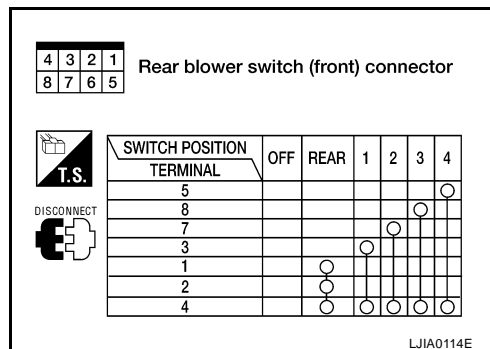 4 3 2 1
8 7 6 5
Rear blower switch (front) connector
T.S.
DISCONNECT
SWITCH POSITION
TERMINAL
OFF REAR 1 2 3 4
5
8
7
3
1
2
4
LJIA0114E